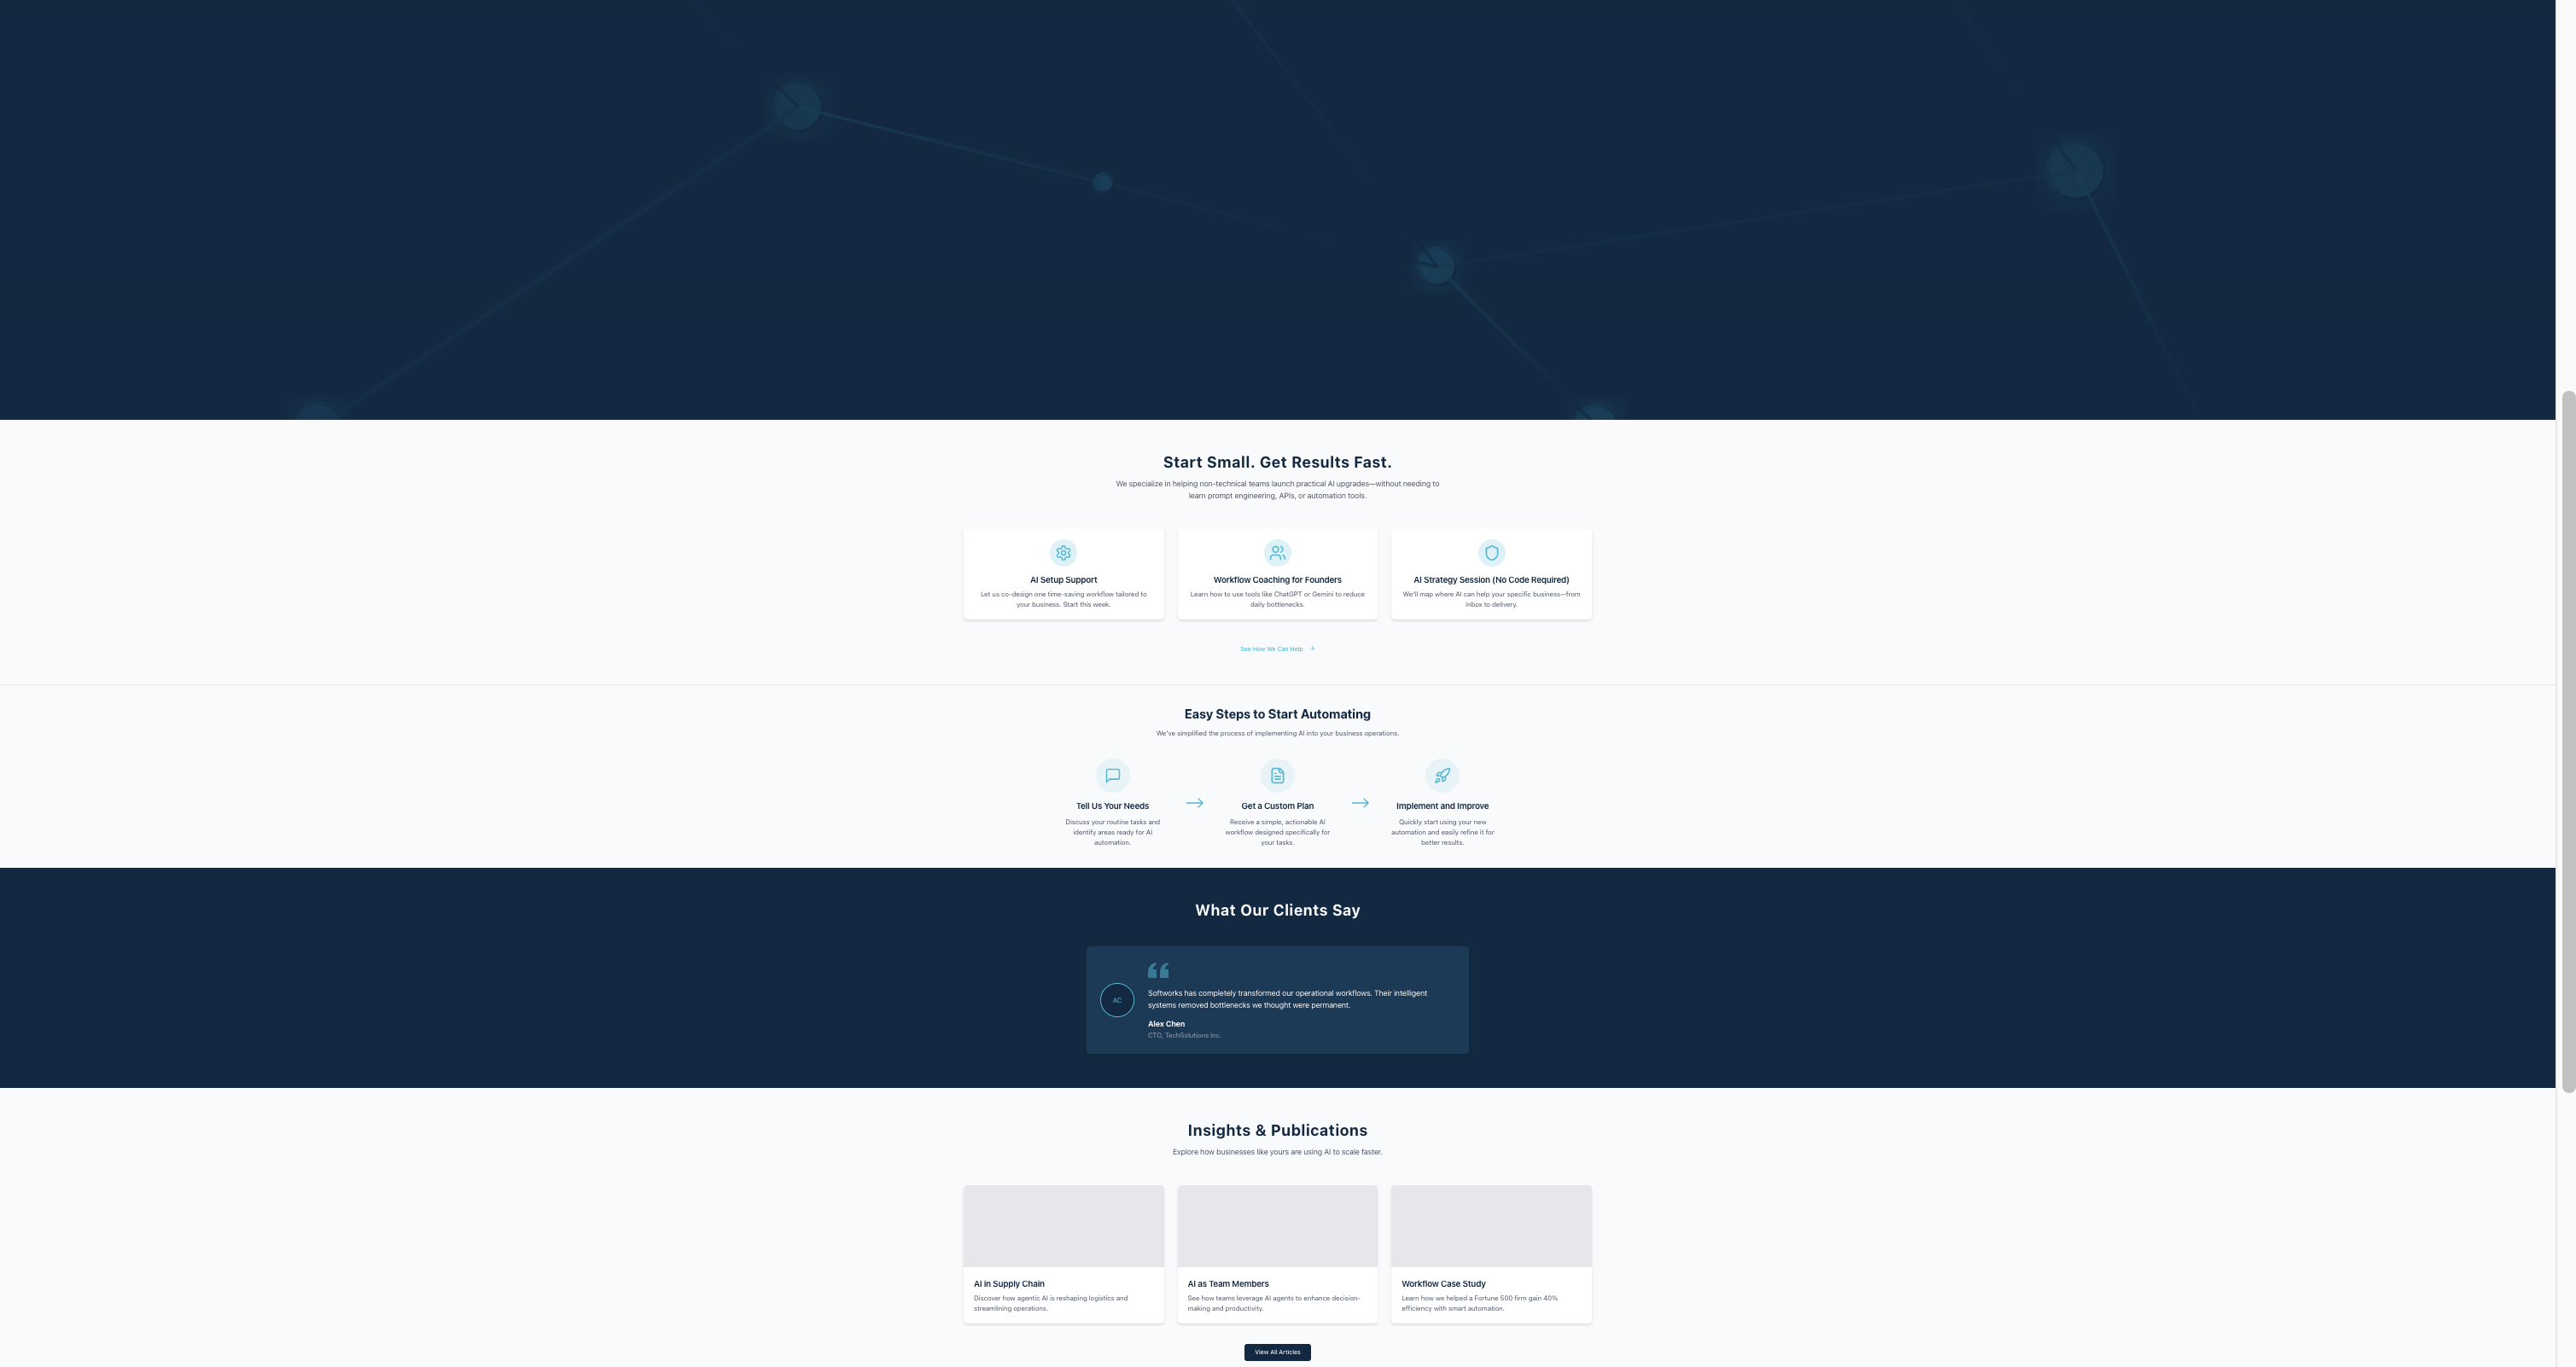 Start Small. Get Results Fast.
We specialize in helping non-technical teams launch practical AI upgrades—without needing to
learn prompt engineering, APIs, or automation tools.
AI Setup Support
Let us co-design one time-saving workflow tailored to
your business. Start this week.
Workflow Coaching for Founders
Learn how to use tools like ChatGPT or Gemini to reduce
daily bottlenecks.
AI Strategy Session (No Code Required)
We'll map where AI can help your specific business—from
inbox to delivery.
See How We Can Help
Easy Steps to Start Automating
We've simplified the process of implementing AI into your business operations.
Tell Us Your Needs
Discuss your routine tasks and
identify areas ready for AI
automation.
Get a Custom Plan
Receive a simple, actionable AI
workflow designed specifically for
your tasks.
Implement and Improve
Quickly start using your new
automation and easily refine it for
better results.
What Our Clients Say
AC
Softworks has completely transformed our operational workflows. Their intelligent
systems removed bottlenecks we thought were permanent.
Alex Chen
CTO, TechSolutions Inc.
Insights & Publications
Explore how businesses like yours are using AI to scale faster.
AI in Supply Chain
Discover how agentic AI is reshaping logistics and
streamlining operations.
AI as Team Members
See how teams leverage AI agents to enhance decision-
making and productivity.
Workflow Case Study
Learn how we helped a Fortune 500 firm gain 40%
efficiency with smart automation.
View All Articles